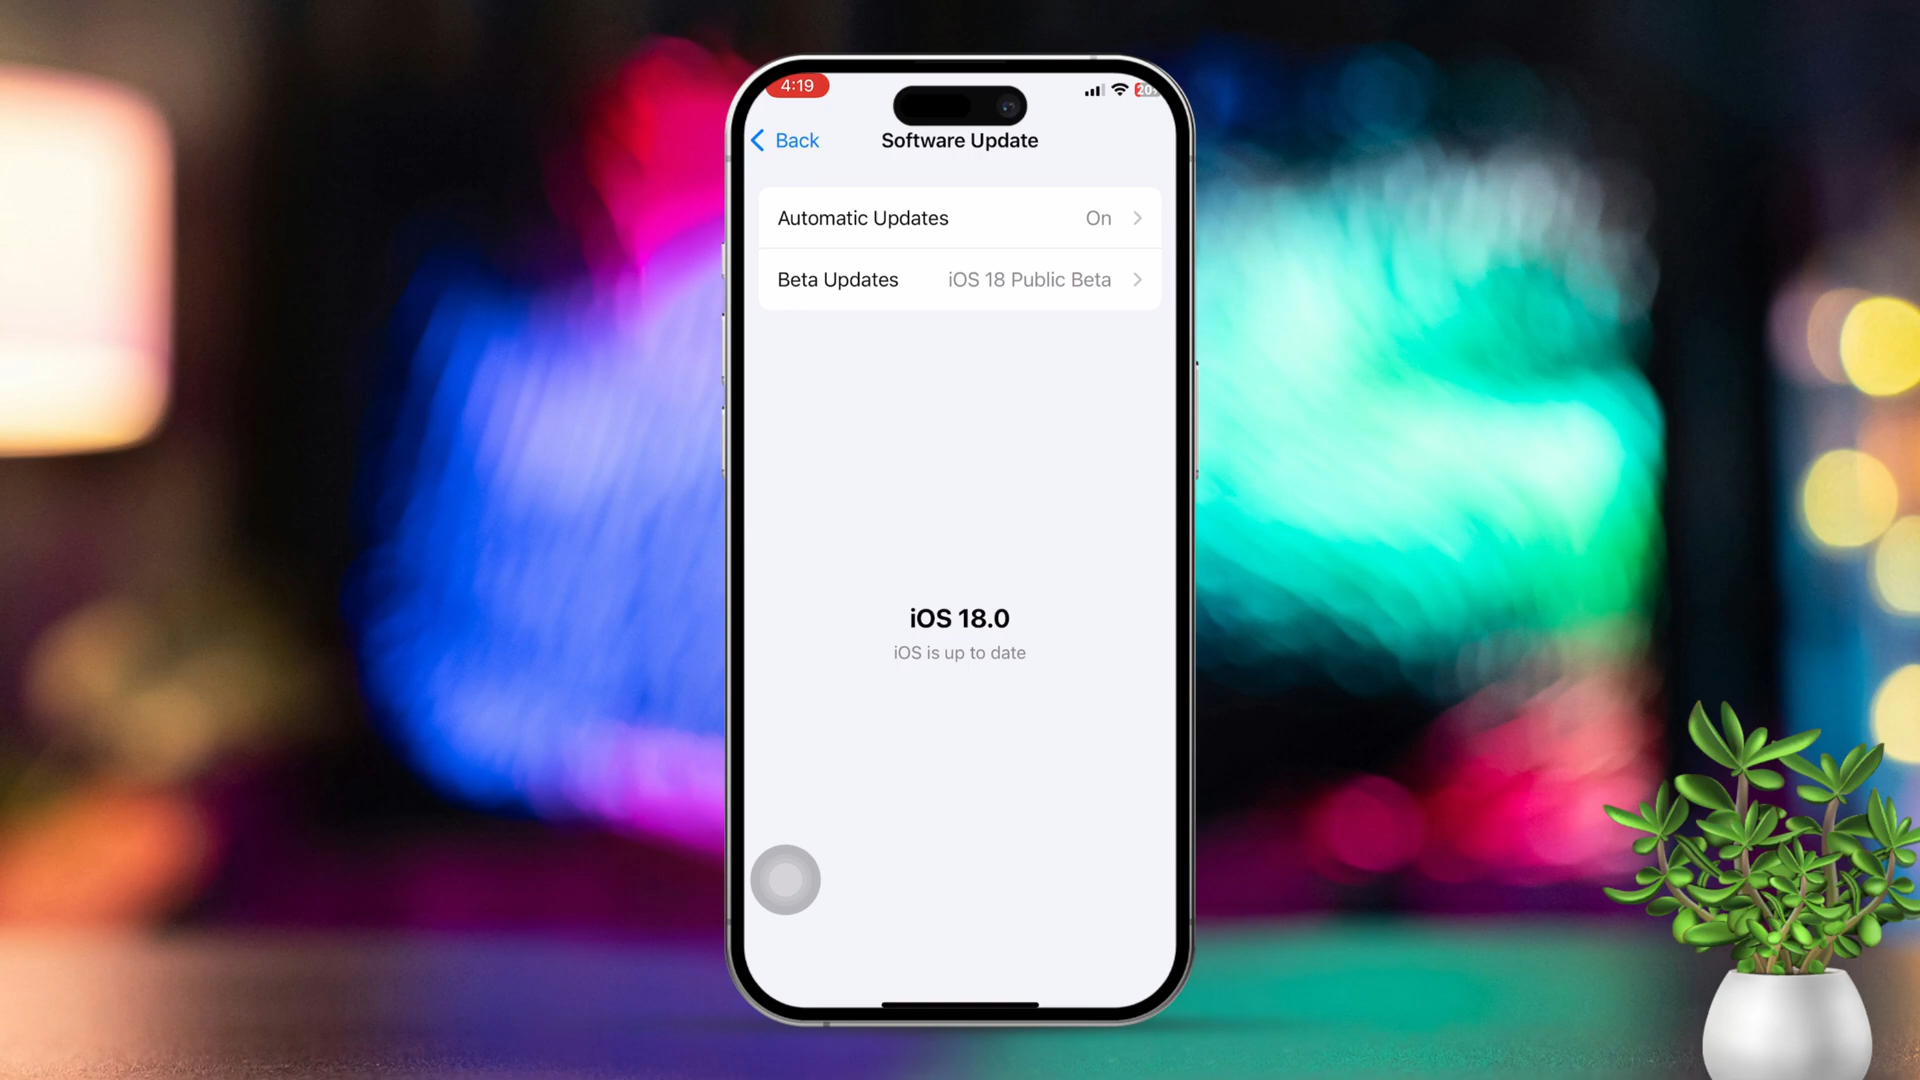 4:19
20
Back
Software Update
Automatic Updates On
Beta Updates iOS 18 Public Beta
iOS 18.0
iOS is up to date